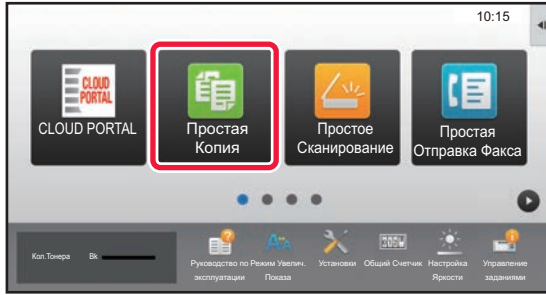 10:15
CLOUD
PORTAL
CLOUD PORTAL
Простая
Копия
Простое
Сканирование
Простая
Отправка Факса
Кол.Тонера Bk
Руководство по
эксплуатации
Режим Увелич.
Показа
Установки
Общий Счетчик
Настройка
Яркости
Управление
заданиями